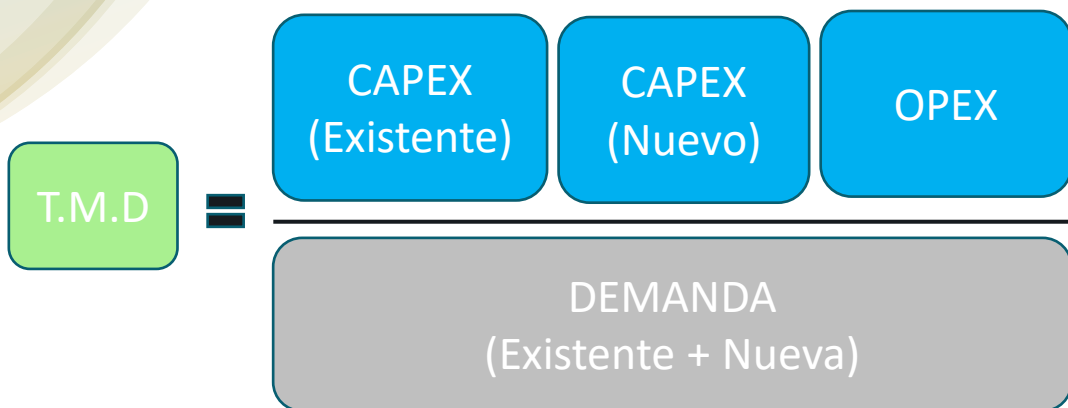 CAPEX
(Existente)
CAPEX
(Nuevo)
OPEX
T.M.D
=
DEMANDA
(Existente + Nueva)